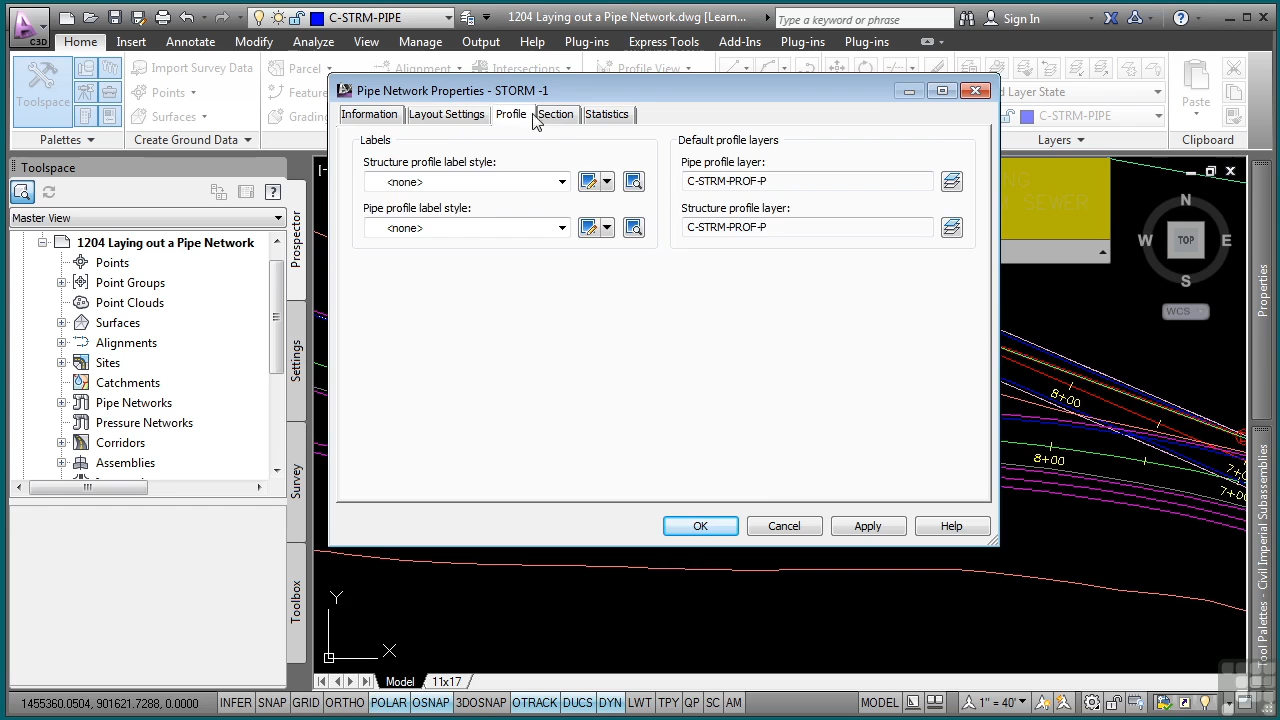 C-STRM-PIPE
1204 Laying out a Pipe Network.dwg [Learn...
Type a keyword or phrase
Sign In
C3D
Home Insert Annotate Modify Analyze View Manage Output Help Plug-ins Express Tools Add-Ins Plug-ins Plug-ins
Toolspace
Import Survey Data
Points
Surfaces
Parcel
Alignment
Intersections
Profile View
Layer State
C-STRM-PIPE
Paste
Palettes
Create Ground Data
Layers
Clipboard
Toolspace
Master View
1204 Laying out a Pipe Network
Points
Point Groups
Point Clouds
Surfaces
Alignments
Sites
Catchments
Pipe Networks
Pressure Networks
Corridors
Assemblies
Prospector
Settings
Survey
Toolbox
Pipe Network Properties - STORM -1
Information Layout Settings Profile Section Statistics
Labels
Structure profile label style:
<none>
Pipe profile label style:
<none>
Default profile layers
Pipe profile layer:
C-STRM-PROF-P
Structure profile layer:
C-STRM-PROF-P
OK Cancel Apply Help
SEWER
N
W TOP E
S
WCS
8+00
8+00
7+00
Properties
Tool Palettes - Civil Imperial Subassemblies
Y
X
Model 11x17
1455360.0504, 901621.7288, 0.0000
INFER SNAP GRID ORTHO POLAR OSNAP 3DOSNAP OTRACK DUCS DYN LWT TPY QP SC AM
MODEL
1" = 40'